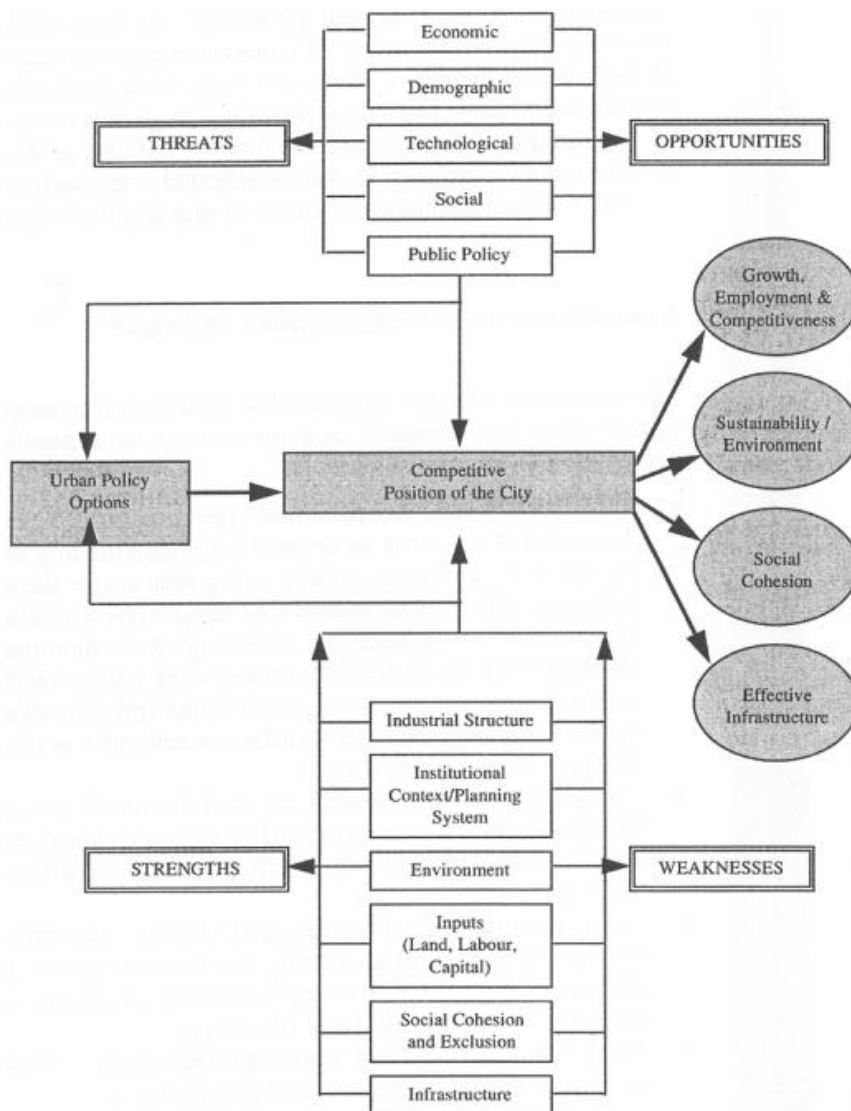 Economic
Demographic
THREATS
Technological
OPPORTUNITIES
Social
Public Policy
Growth,
Employment &
Competitiveness
Sustainability /
Environment
Urban Policy
Options
Competitive
Position of the City
Social
Cohesion
Effective
Infrastructure
Industrial Structure
Institutional
Context/Planning
System
STRENGTHS
Environment
WEAKNESSES
Inputs
(Land, Labour,
Capital)
Social Cohesion
and Exclusion
Infrastructure